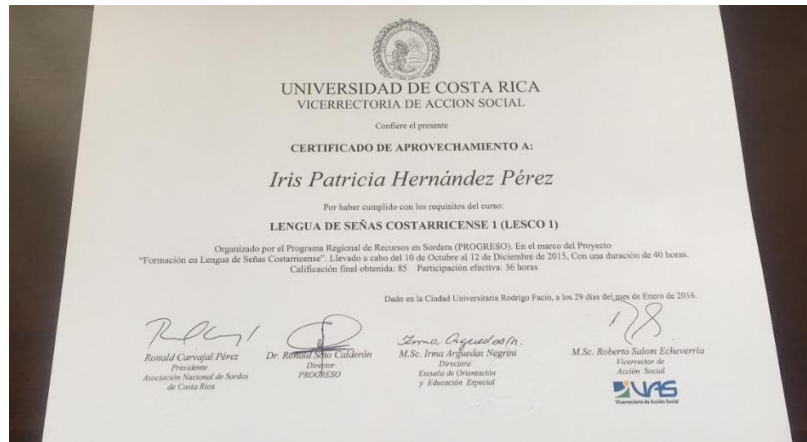 UNIVERSIDAD DE COSTA RICA
VICERRECTORIA DE ACCION SOCIAL
Confiere el presente
CERTIFICADO DE APROVECHAMIENTO A:
Iris Patricia Hernández Pérez
Por haber cumplido con los requisitos del curso:
LENGUA DE SEÑAS COSTARRICENSE 1 (LESCO 1)
Organizado por el Programa Regional de Recursos en Sordera (PROGRESO). En el marco del Proyecto
"Formación en Lengua de Señas Costarricense". Llevado a cabo del 10 de Octubre al 12 de Diciembre de 2015, Con una duración de 40 horas.
Calificación final obtenida: 85 Participación efectiva: 36 horas
Dado en la Ciudad Universitaria Rodrigo Facio, a los 29 días del mes de Enero de 2016.
Ronald Carvajal Pérez
Presidente
Asociación Nacional de Sordos
de Costa Rica
Dr. Ronald Soto Calderón
Director
PROGRESO
Irma Arguedas N.
M.Sc. Irma Arguedas Negrini
Directora
Escuela de Orientación
y Educación Especial
M.Sc. Roberto Salom Echeverría
Vicerrector de
Acción Social
VAS
Vicerrectoría de Acción Social